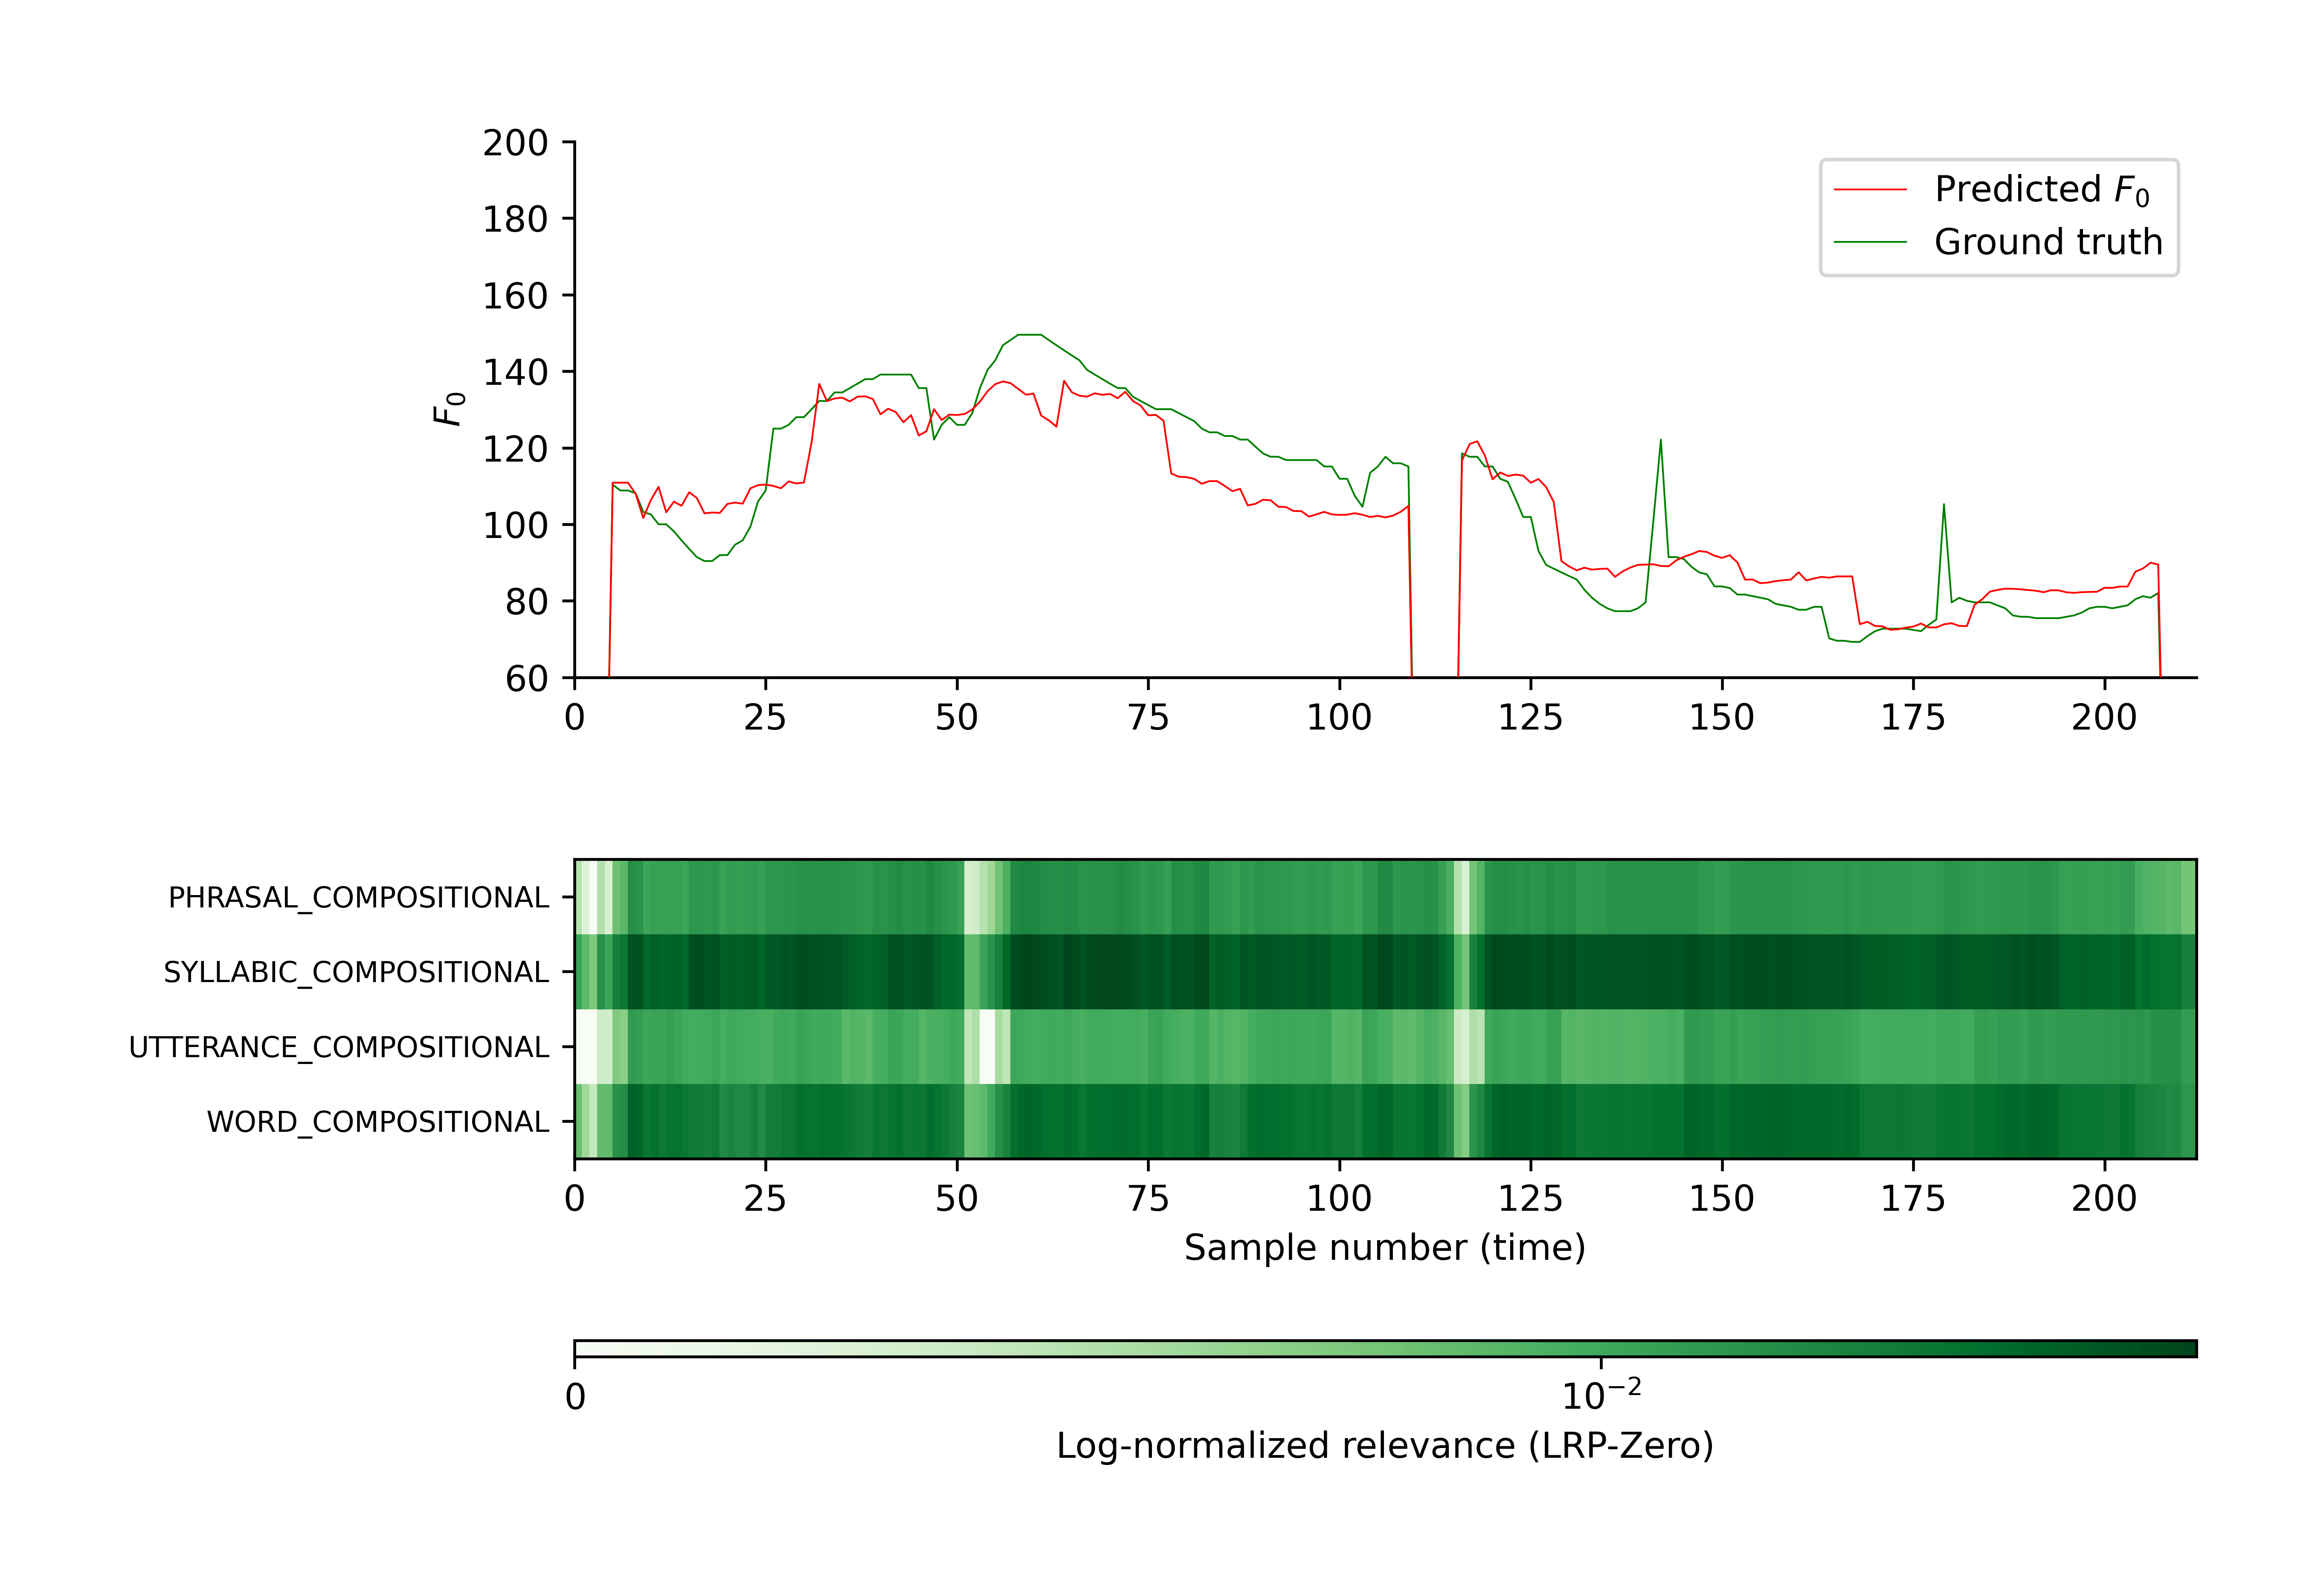 200
180
160
140
120
100
80
60
F0
Predicted F0
Ground truth
0 25 50 75 100 125 150 175 200
PHRASAL_COMPOSITIONAL
SYLLABIC_COMPOSITIONAL
UTTERANCE_COMPOSITIONAL
WORD_COMPOSITIONAL
0 25 50 75 100 125 150 175 200
Sample number (time)
0 10−2
Log-normalized relevance (LRP-Zero)